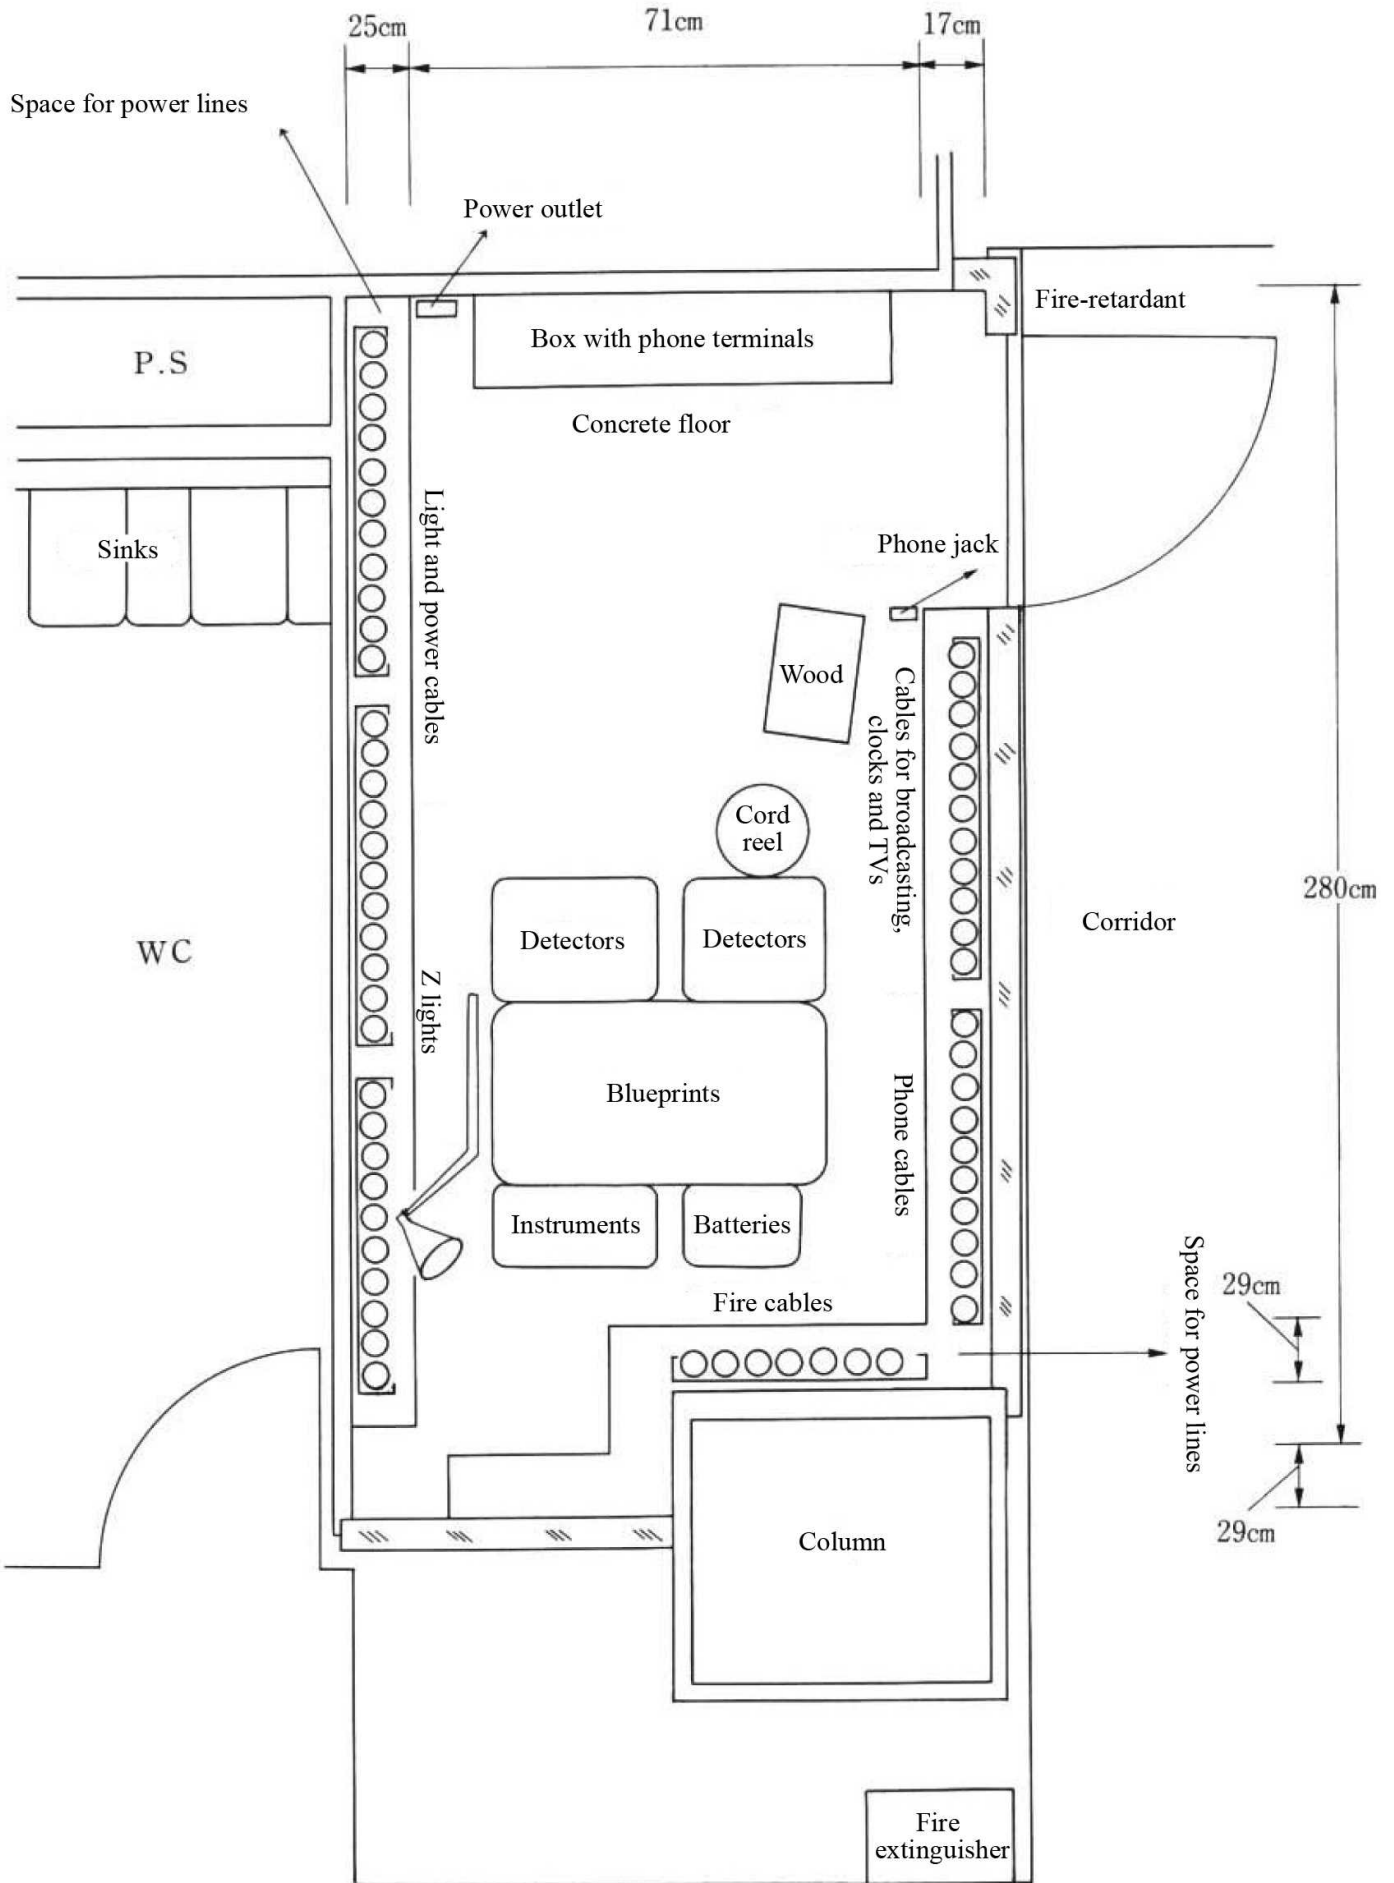 25cm
71cm
17cm
Space for power lines
Power outlet
Fire-retardant
Box with phone terminals
P.S
Concrete floor
Light and power cables
Phone jack
Sinks
Wood
Cables for broadcasting,
clocks and TVs
Cord
reel
280cm
Corridor
Detectors
Detectors
WC
Z lights
Blueprints
Phone cables
Instruments
Batteries
Space for power lines
29cm
Fire cables
29cm
Column
Fire
extinguisher